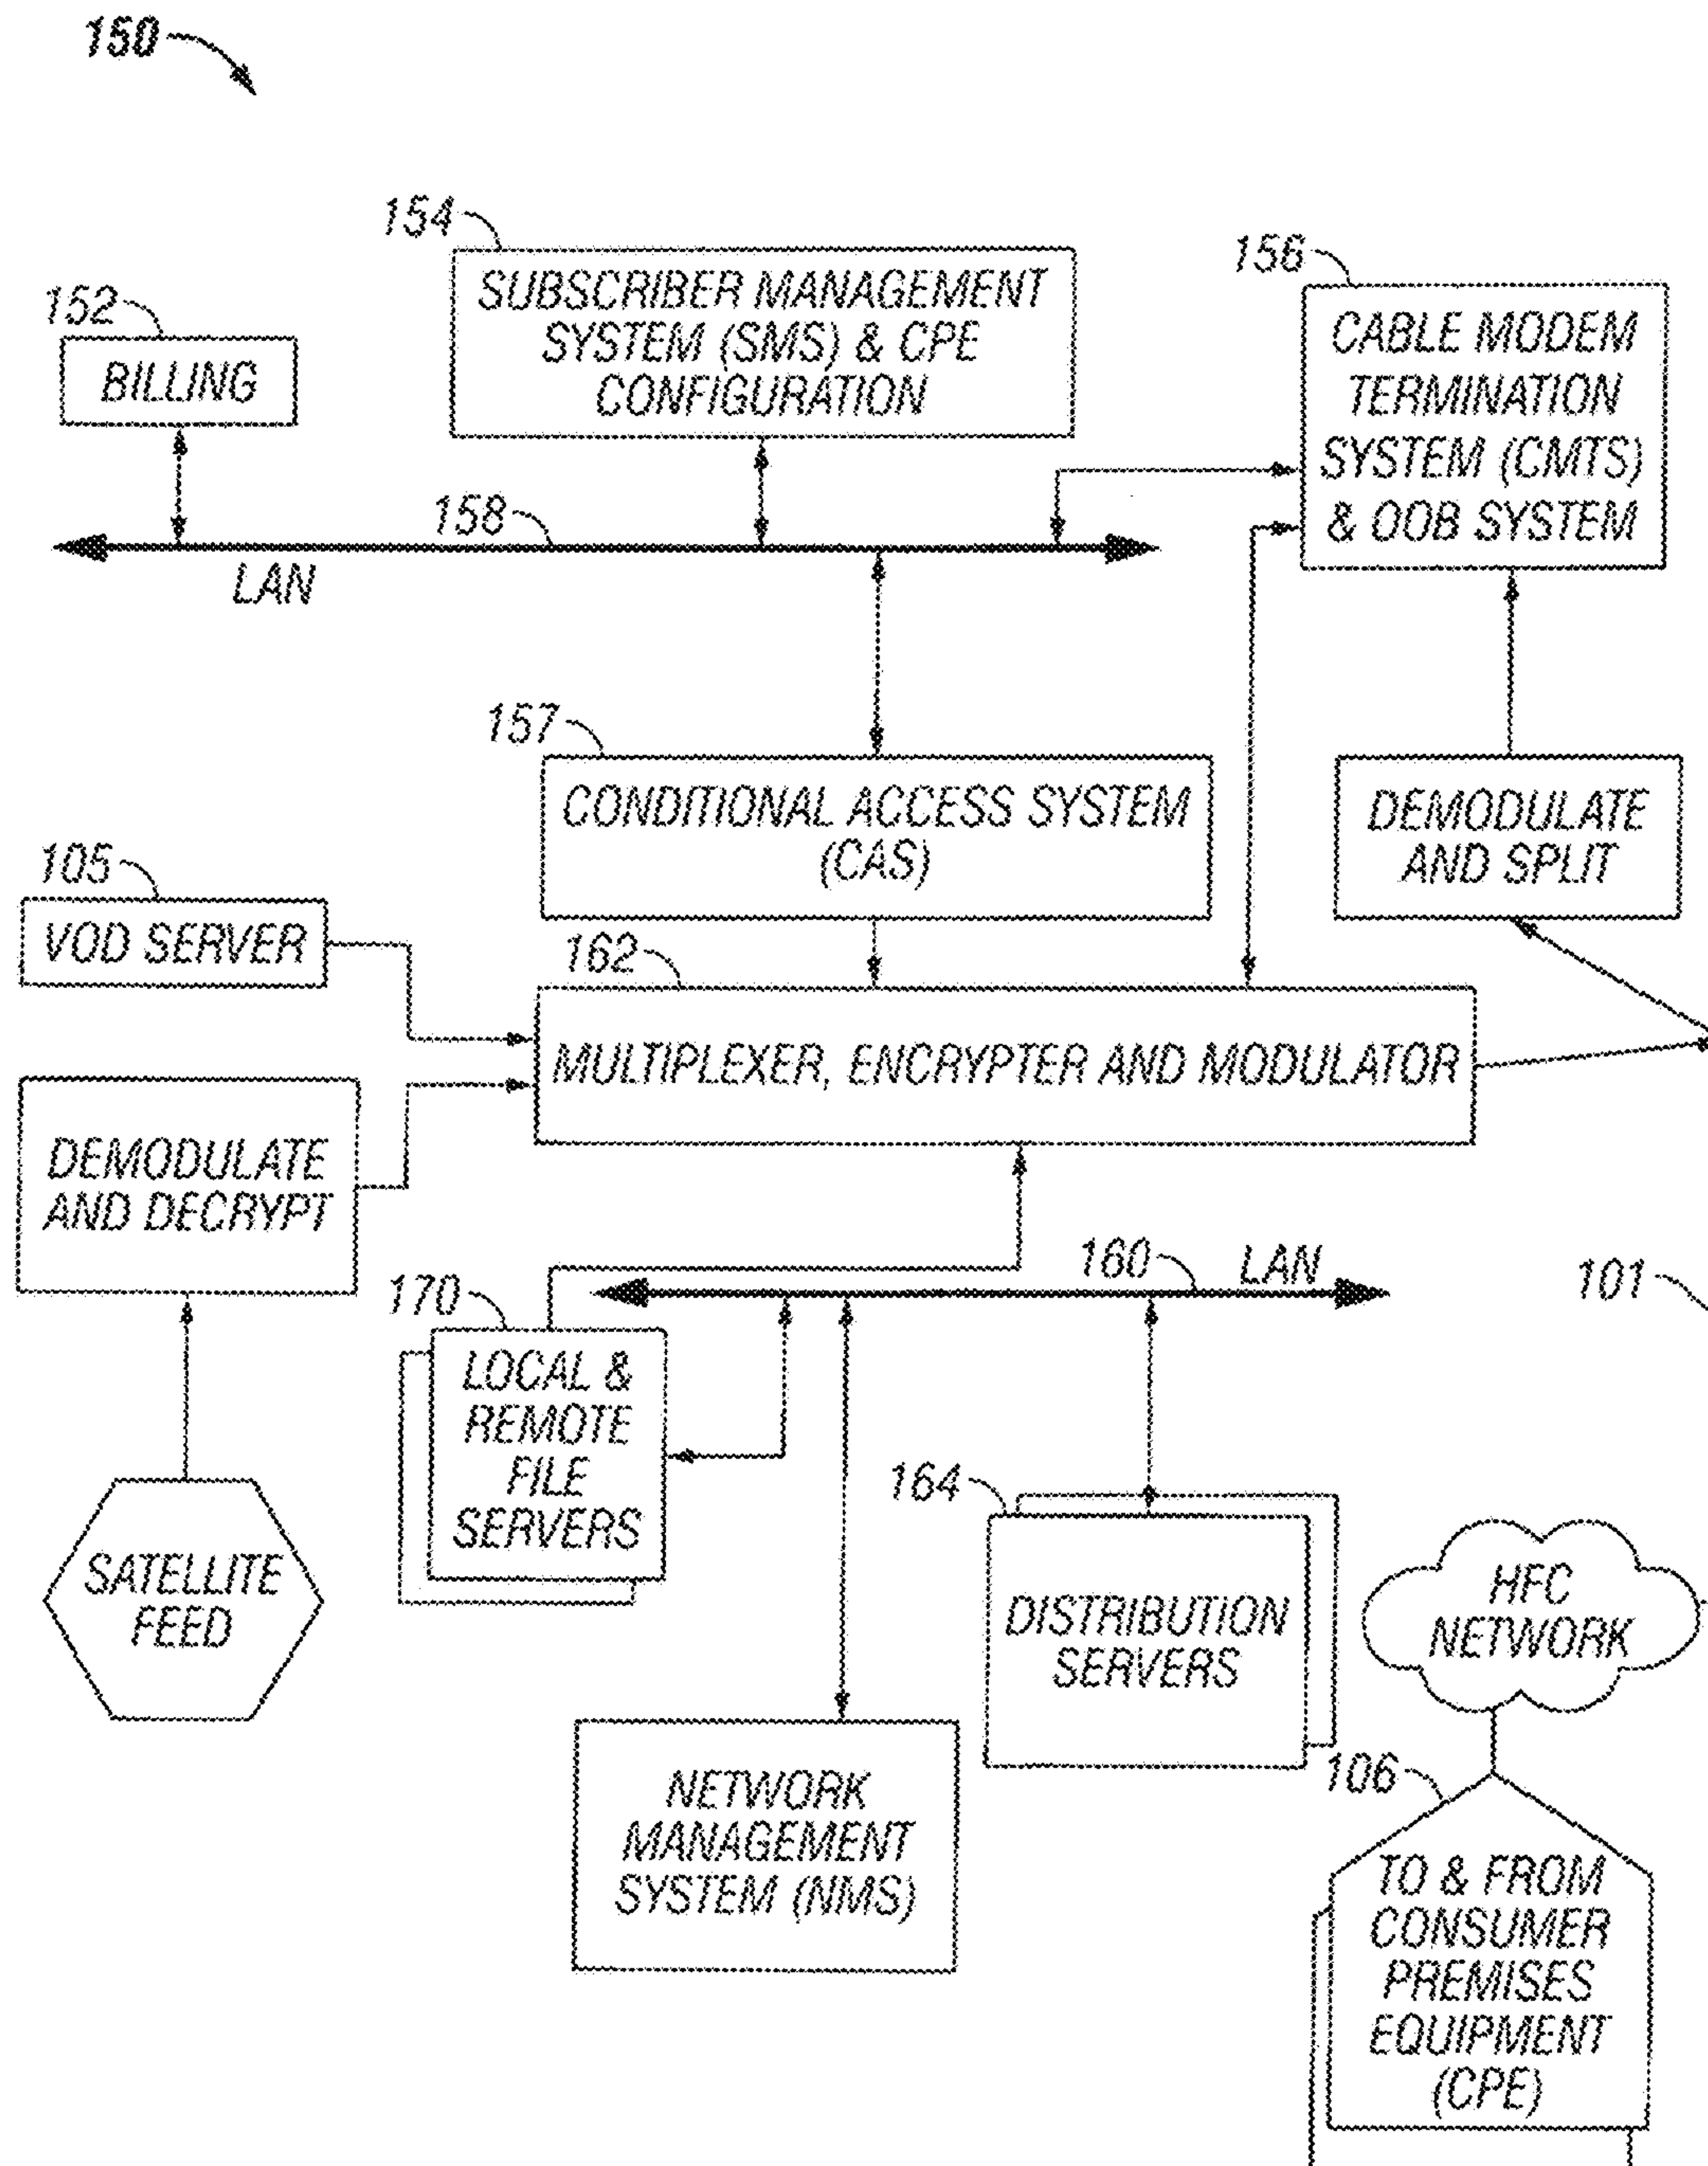 150
154
SUBSCRIBER MANAGEMENT
SYSTEM (SMS) & CPE
CONFIGURATION
156
CABLE MODEM
TERMINATION
SYSTEM (CMTS)
& OOB SYSTEM
152
BILLING
158
LAN
157
CONDITIONAL ACCESS SYSTEM
(CAS)
DEMODULATE
AND SPLIT
105
VOD SERVER
162
MULTIPLEXER, ENCRYPTER AND MODULATOR
DEMODULATE
AND DECRYPT
160
LAN
101
170
LOCAL &
REMOTE
FILE
SERVERS
164
DISTRIBUTION
SERVERS
SATELLITE
FEED
HFC
NETWORK
NETWORK
MANAGEMENT
SYSTEM (NMS)
106
TO & FROM
CONSUMER
PREMISES
EQUIPMENT
(CPE)